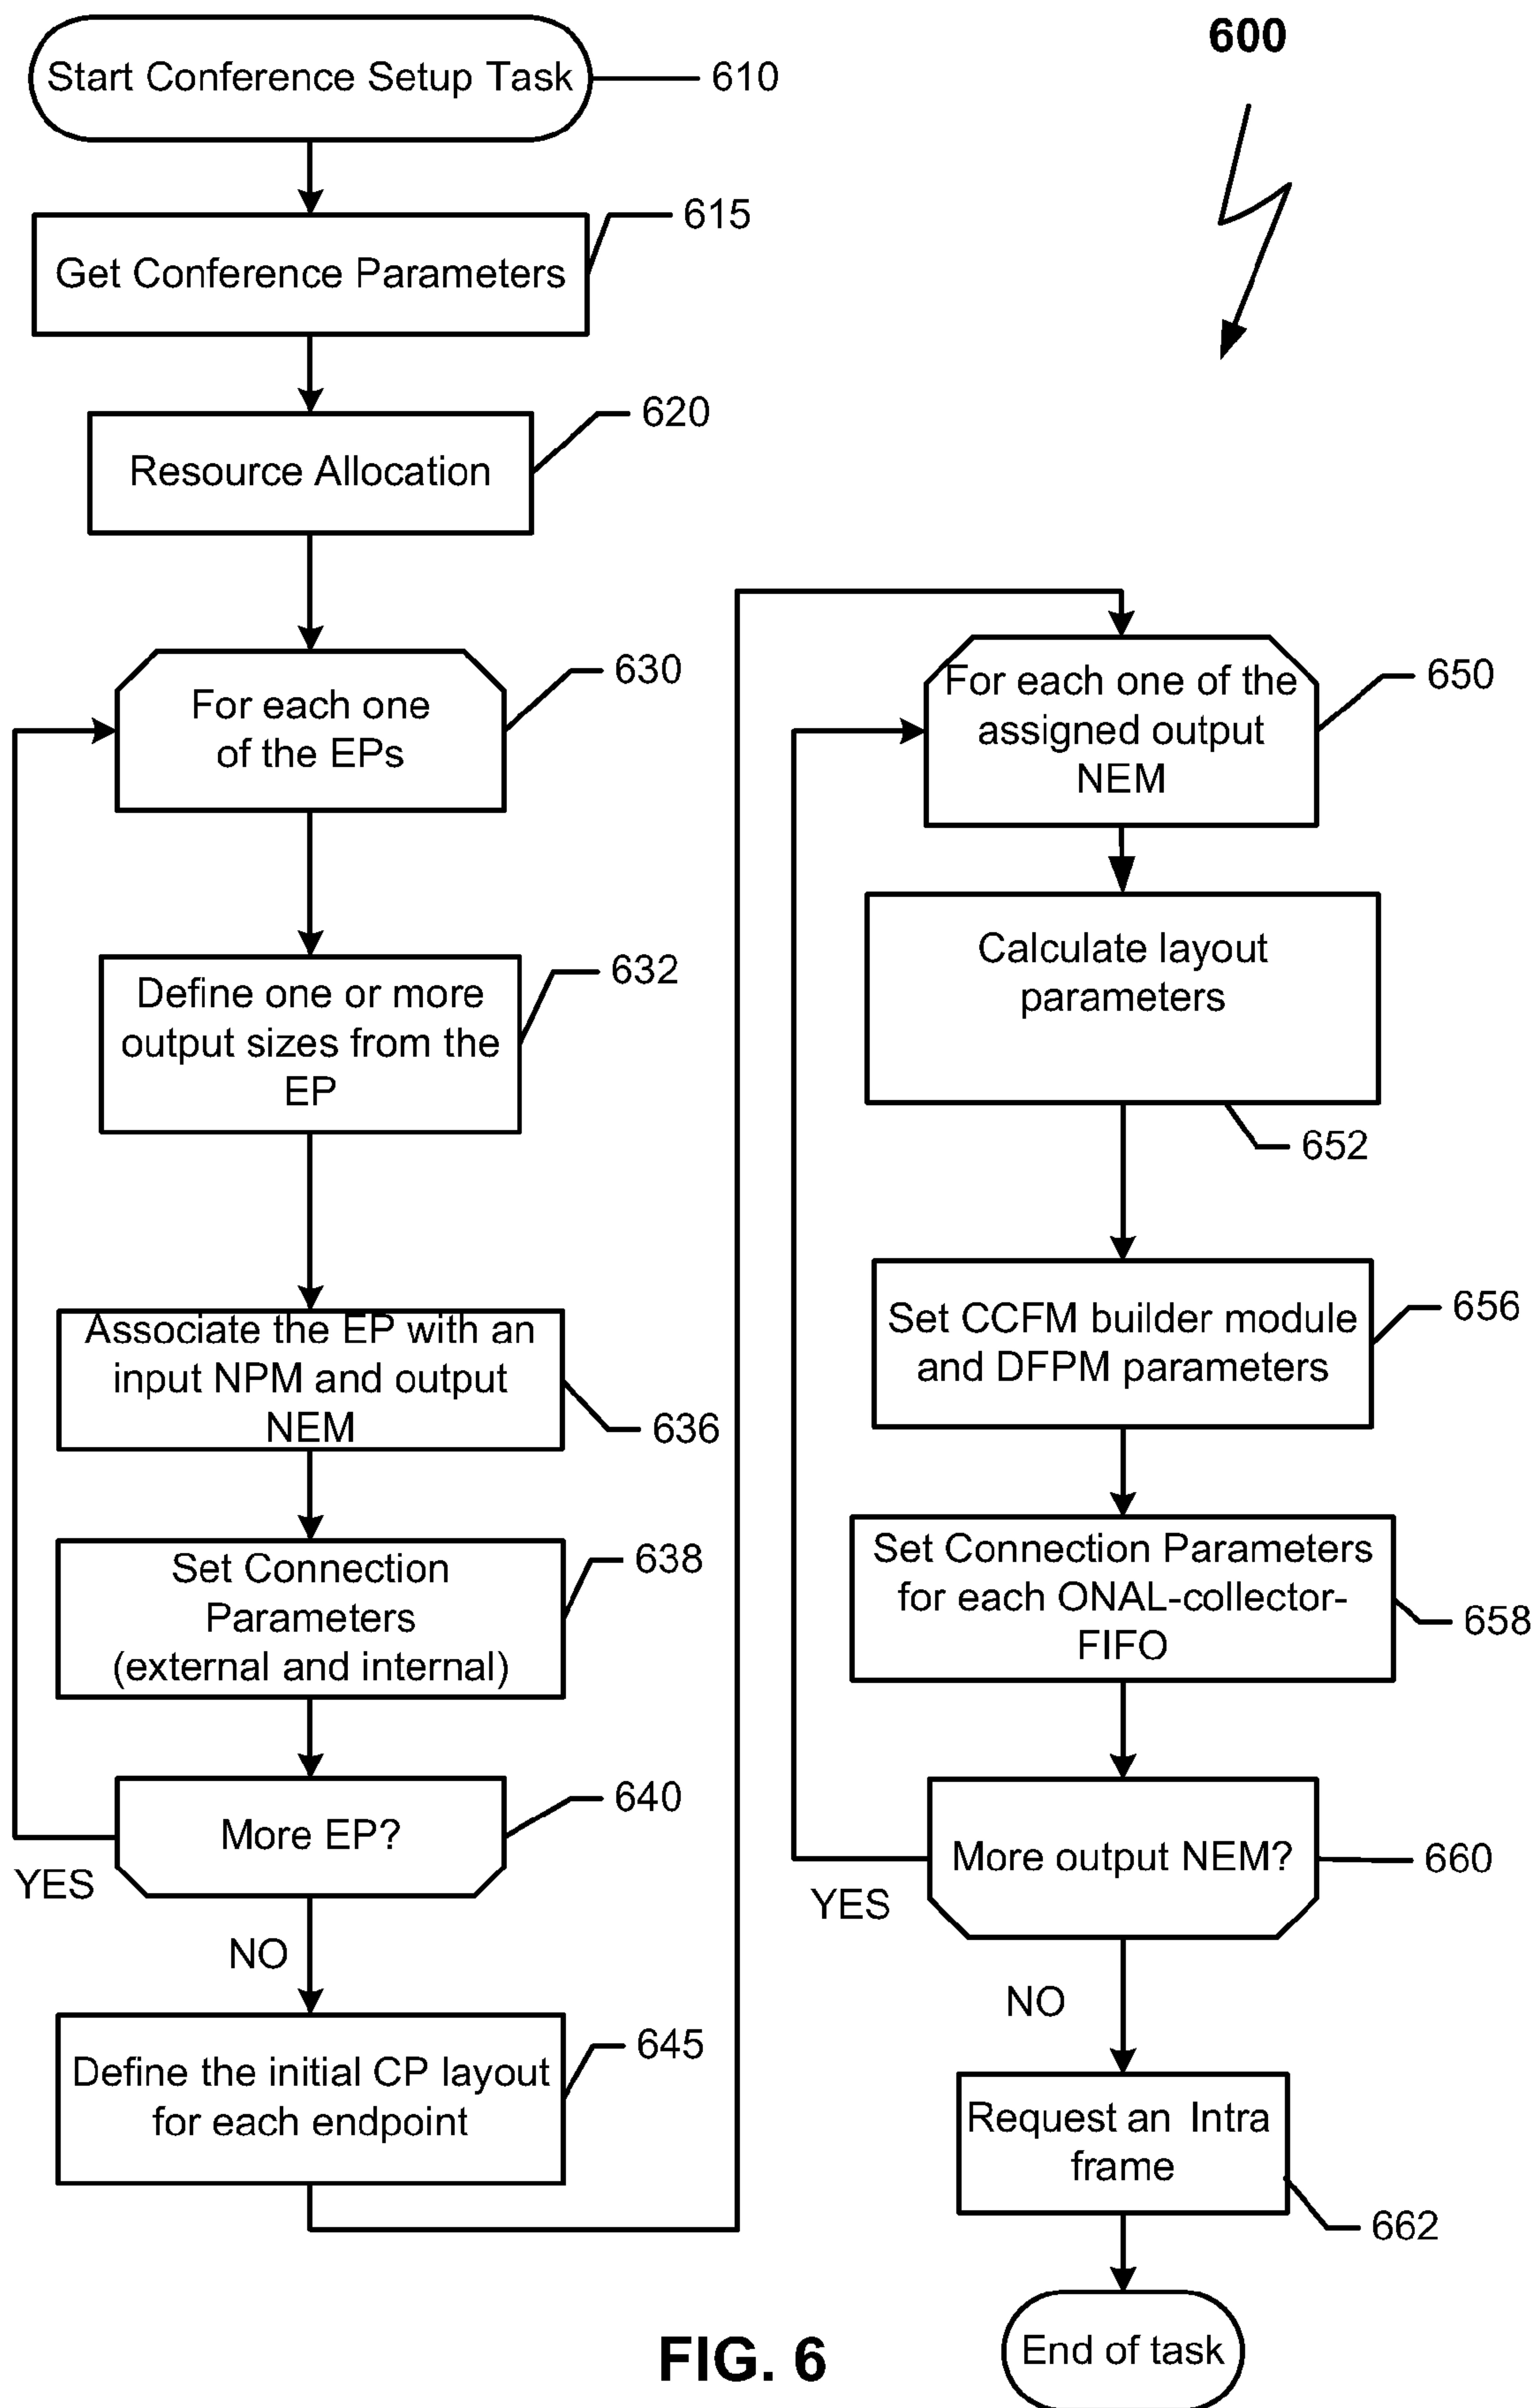 600
Start Conference Setup Task
610
Get Conference Parameters
615
Resource Allocation
620
For each one
of the EPs
630
Define one or more
output sizes from the
EP
632
Associate the EP with an
input NPM and output
NEM
636
Set Connection
Parameters
(external and internal)
638
More EP?
640
YES
NO
Define the initial CP layout
for each endpoint
645
For each one of the
assigned output
NEM
650
Calculate layout
parameters
652
Set CCFM builder module
and DFPM parameters
656
Set Connection Parameters
for each ONAL-collector-
FIFO
658
More output NEM?
660
YES
NO
Request an Intra
frame
662
End of task
FIG. 6